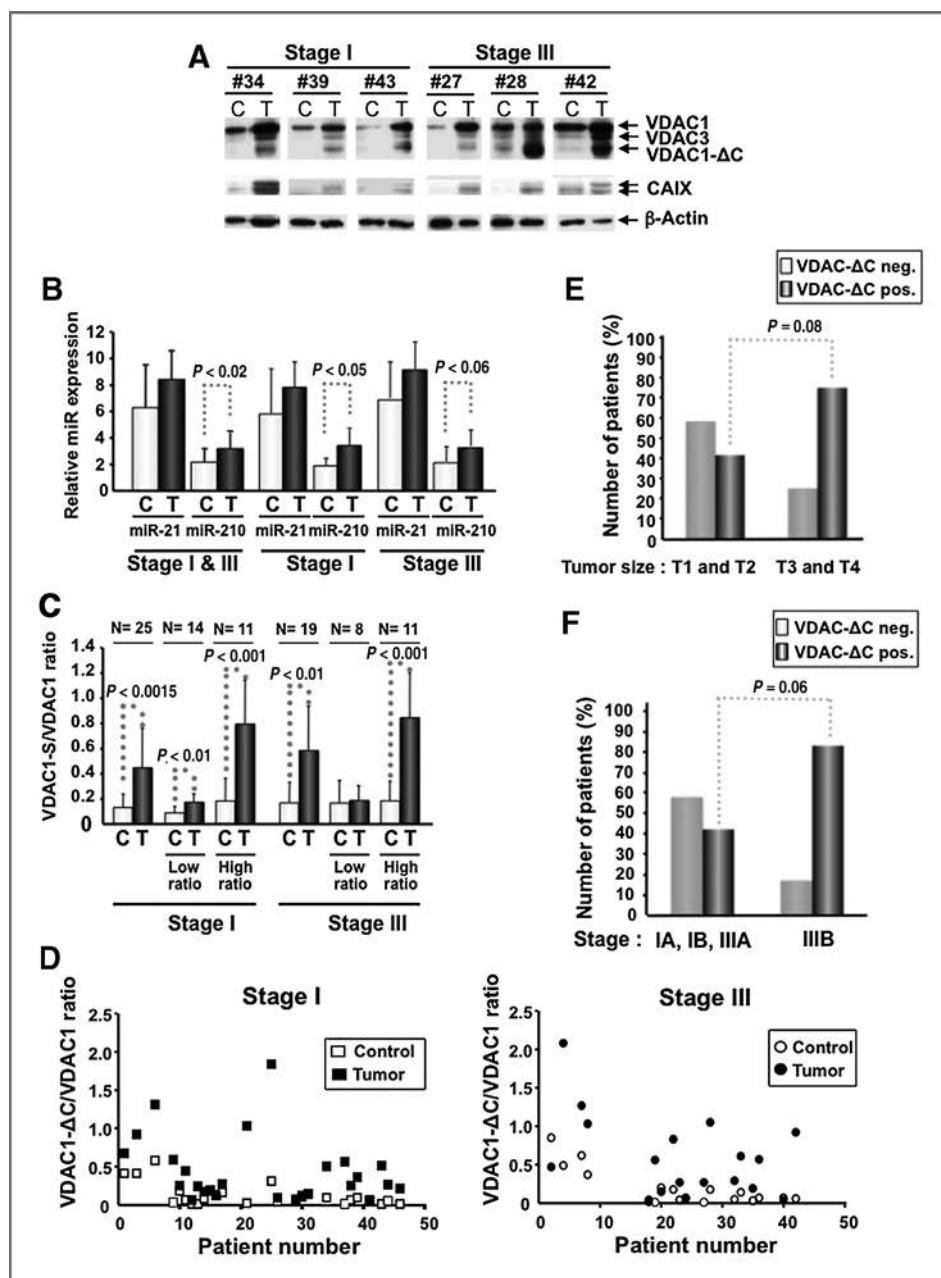 A
Stage I
Stage III
#34 #39 #43 #27 #28 #42
C T C T C T C T C T C T
VDAC1
VDAC3
VDAC1-ΔC
CAIX
β-Actin
B
Relative miR expression
12
10
8
6
4
2
0
P < 0.02
P < 0.05
P < 0.06
C T C T C T C T C T C T
miR-21 miR-210 miR-21 miR-210 miR-21 miR-210
Stage I & III Stage I Stage III
C
VDAC1-S/VDAC1 ratio
N= 25 N= 14 N= 11 N= 19 N= 8 N= 11
1.4
1.2
1.0
0.8
0.6
0.4
0.2
0
P < 0.0015
P < 0.01
P < 0.001
P < 0.01
P < 0.001
C T C T C T C T C T C T
Low ratio
High ratio
Low ratio
High ratio
Stage I Stage III
D
Stage I
VDAC1-ΔC/VDAC1 ratio
2.5
2.0
1.5
1.0
0.5
0
Control
Tumor
0 10 20 30 40 50
Patient number
Stage III
VDAC1-ΔC/VDAC1 ratio
2.5
2.0
1.5
1.0
0.5
0
Control
Tumor
0 10 20 30 40 50
Patient number
E
VDAC-ΔC neg.
VDAC-ΔC pos.
P = 0.08
Number of patients (%)
100
90
80
70
60
50
40
30
20
10
0
Tumor size : T1 and T2 T3 and T4
F
VDAC-ΔC neg.
VDAC-ΔC pos.
P = 0.06
Number of patients (%)
100
90
80
70
60
50
40
30
20
10
0
Stage : IA, IB, IIIA IIIB